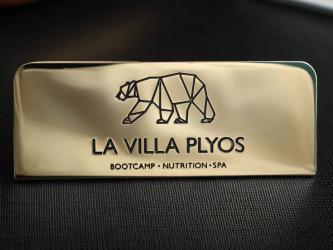 LA VILLA PLYOS
BOOTCAMP • NUTRITION • SPA